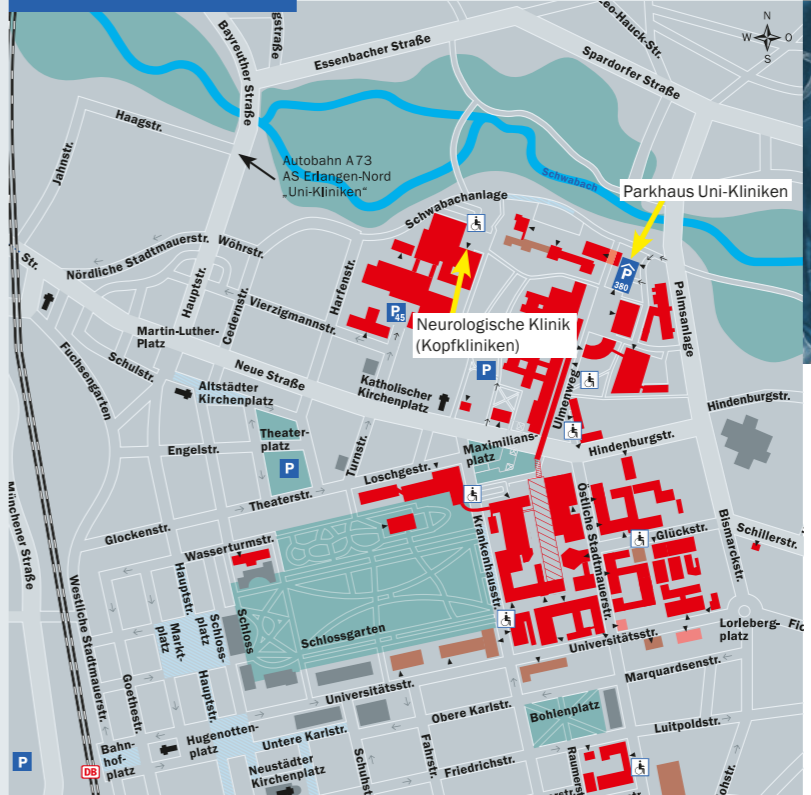 Leo-Hauck-Str.
N
W O
S
Essenbacher Straße
Spardorfer Straße
Bayreuther Straße
Haagstr.
Jahnstr.
Autobahn A 73
AS Erlangen-Nord
„Uni-Kliniken“
Schwabach
Schwabachanlage
Parkhaus Uni-Kliniken
P
380
Palmsanlage
Nördliche Stadtmauerstr.
Wöhrstr.
Str.
Hauptstr.
Cedernstr.
Harfenstr.
Vierzigmannstr.
P
45
Neurologische Klinik
(Kopfkliniken)
Martin-Luther-
Platz
Fuchsengarten
Schulstr.
Neue Straße
Altstädter
Kirchenplatz
Katholischer
Kirchenplatz
P
Ulmenweg
Hindenburgstr.
Hindenburgstr.
Engelstr.
Theater-
platz
P
Turnstr.
Maximilians-
platz
Loschgestr.
Theaterstr.
Glockenstr.
Wasserturmstr.
Krankenhausstr.
Östliche Stadtmauerstr.
Glückstr.
Bismarckstr.
Schillerstr.
Münchener Straße
Westliche Stadtmauerstr.
Hauptstr.
Schloss-
platz
Markt-
platz
Schloss
Schlossgarten
Universitätsstr.
Lorleberg-
platz
Goethestr.
Hauptstr.
Universitätsstr.
Marquardsenstr.
Obere Karlstr.
Bohlenplatz
Luitpoldstr.
Hugenotten-
platz
Untere Karlstr.
Bahn-
hof-
platz
P
DB
Neustädter
Kirchenplatz
Fahrstr.
Friedrichstr.